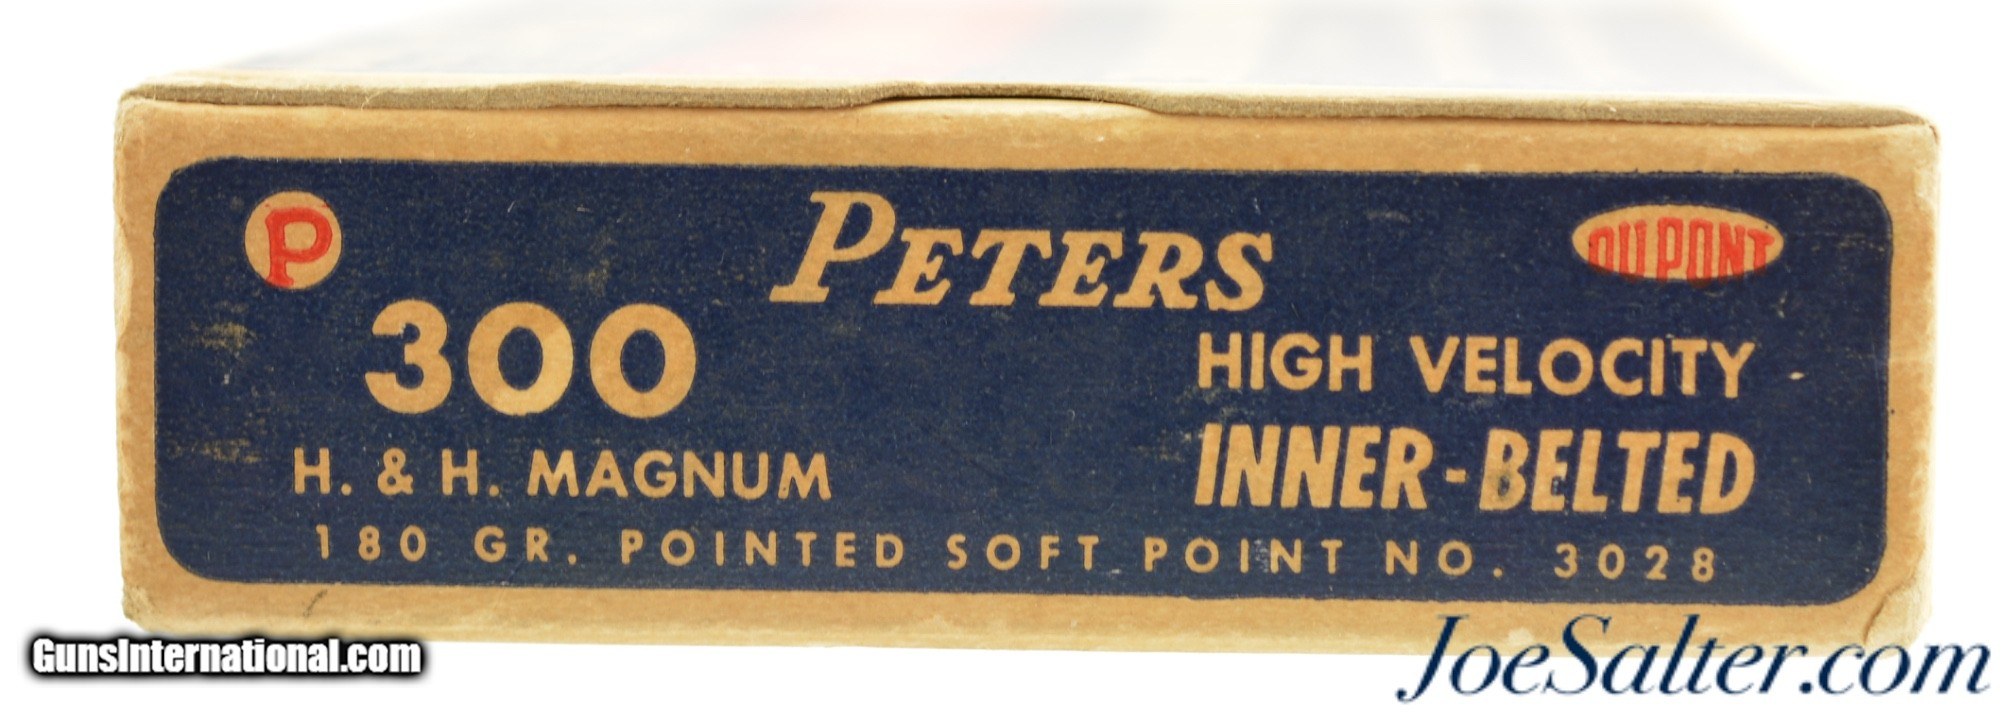 P
PETERS
DU PONT
300
HIGH VELOCITY
H. & H. MAGNUM
INNER-BELTED
180 GR. POINTED SOFT POINT NO. 3028
GunsInternational.com
JoeSalter.com